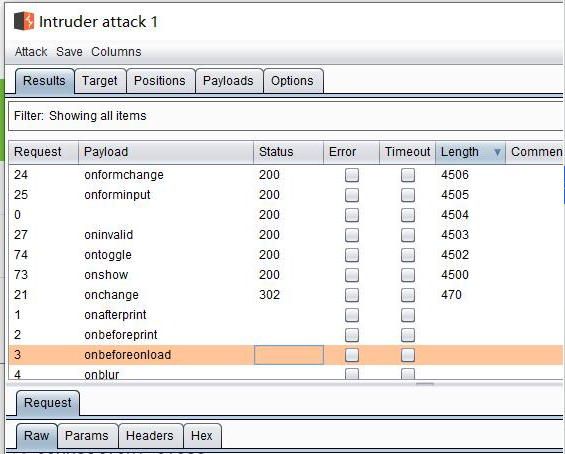 Intruder attack 1
Attack Save Columns
Results Target Positions Payloads Options
Filter: Showing all items
Request Payload Status Error Timeout Length Commen
24 onformchange 200 4506
25 onforminput 200 4505
0 200 4504
27 oninvalid 200 4503
74 ontoggle 200 4502
73 onshow 200 4500
21 onchange 302 470
1 onafterprint
2 onbeforeprint
3 onbeforeonload
4 onblur
Request
Raw Params Headers Hex